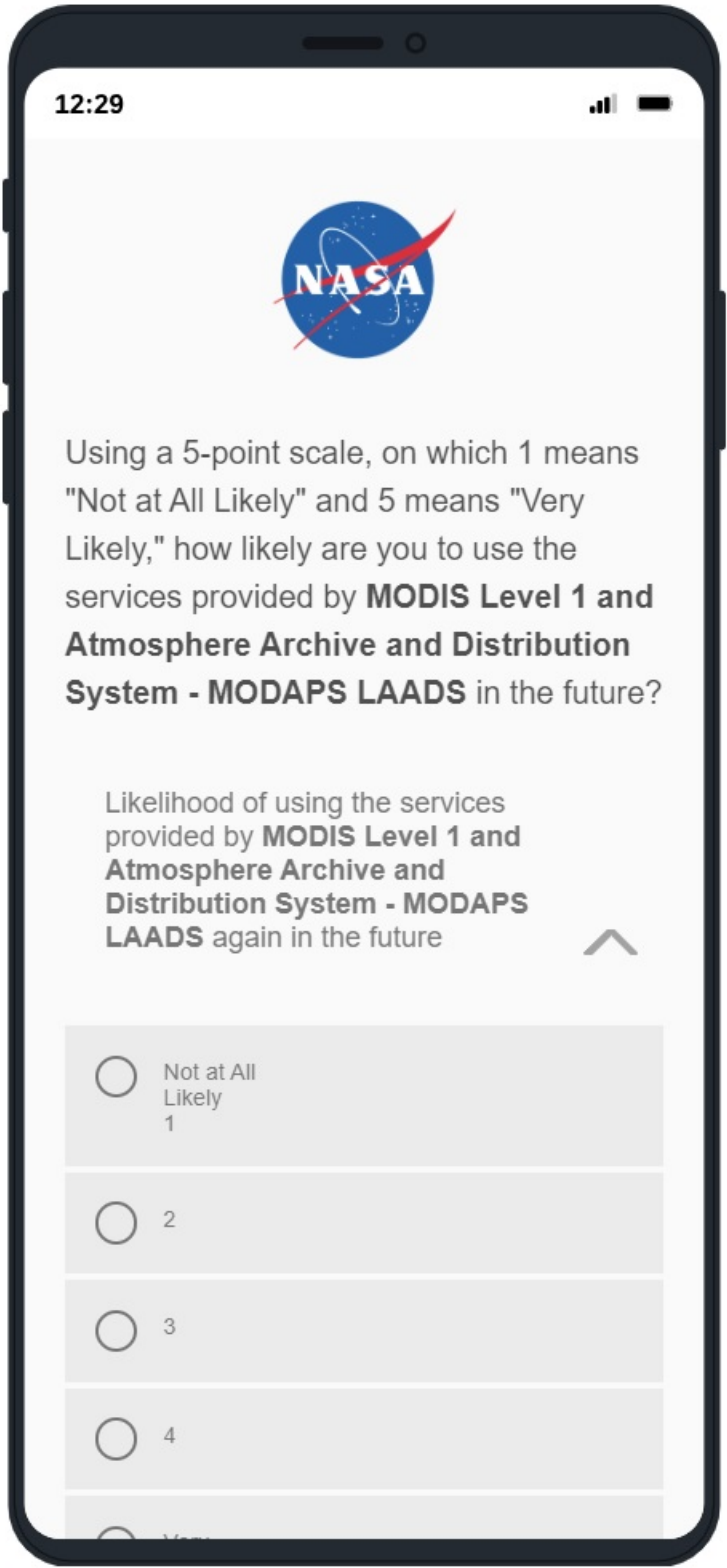 12:29
NASA
Using a 5-point scale, on which 1 means
"Not at All Likely" and 5 means "Very
Likely," how likely are you to use the
services provided by MODIS Level 1 and
Atmosphere Archive and Distribution
System - MODAPS LAADS in the future?
Likelihood of using the services
provided by MODIS Level 1 and
Atmosphere Archive and
Distribution System - MODAPS
LAADS again in the future
Not at All
Likely
1
2
3
4